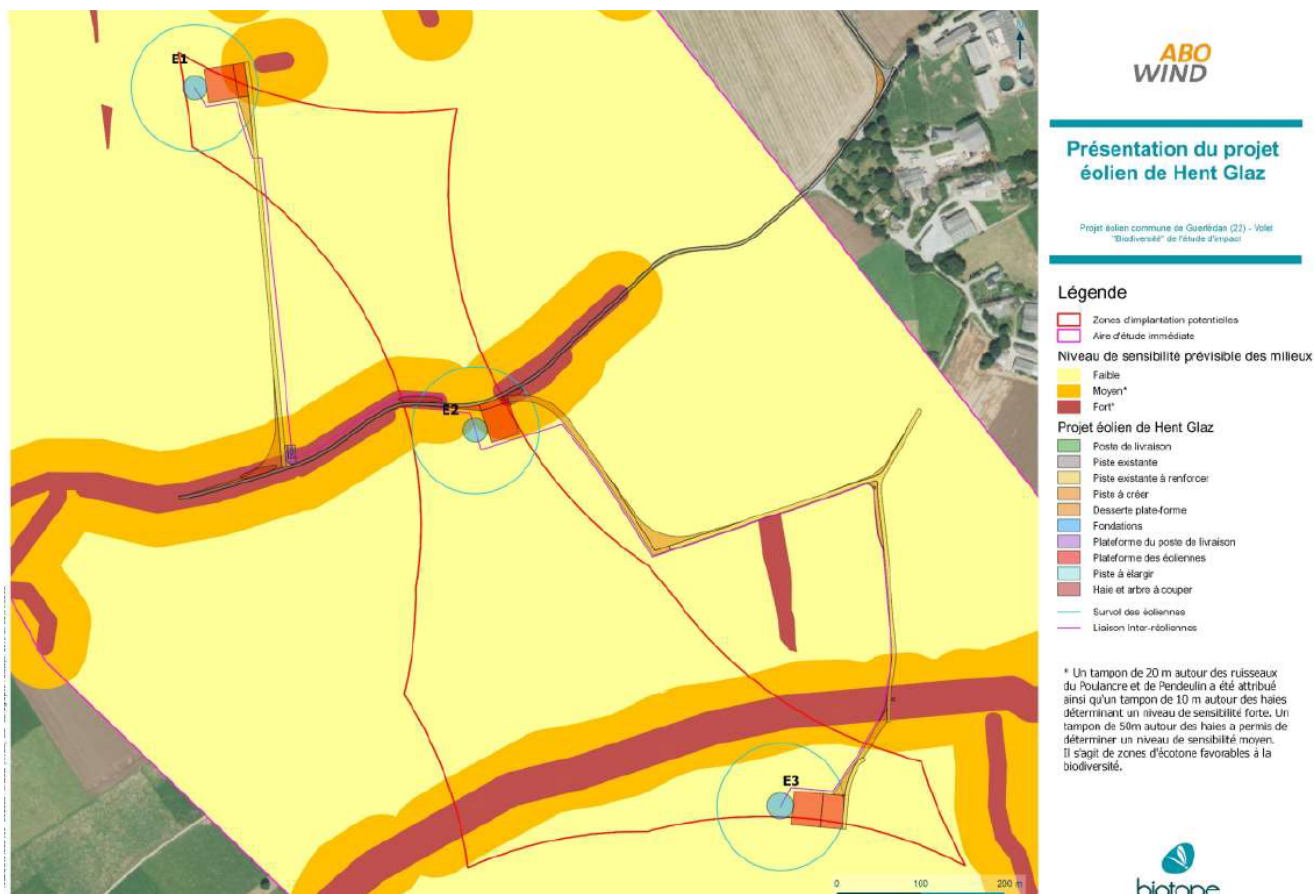 E1
E2
E3
0 100 200 m
ABO
WIND
Présentation du projet
éolien de Hent Glaz
Projet éolien commune de Guerlédan (22) - Volet
"Biodiversité" de l'étude d'impact
Légende
Zones d'implantation potentielles
Aire d'étude immédiate
Niveau de sensibilité prévisible des milieux
Faible
Moyen*
Fort*
Projet éolien de Hent Glaz
Poste de livraison
Piste existante
Piste existante à renforcer
Piste à créer
Desserte plate-forme
Fondations
Plateforme du poste de livraison
Plateforme des éoliennes
Piste à élargir
Haie et arbre à couper
Survol des éoliennes
Liaison Inter-réoliennes
* Un tampon de 20 m autour des ruisseaux
du Poulancre et de Pendeulin a été attribué
ainsi qu'un tampon de 10 m autour des haies
déterminant un niveau de sensibilité forte. Un
tampon de 50m autour des haies a permis de
déterminer un niveau de sensibilité moyen.
Il s'agit de zones d'écotone favorables à la
biodiversité.
biotope